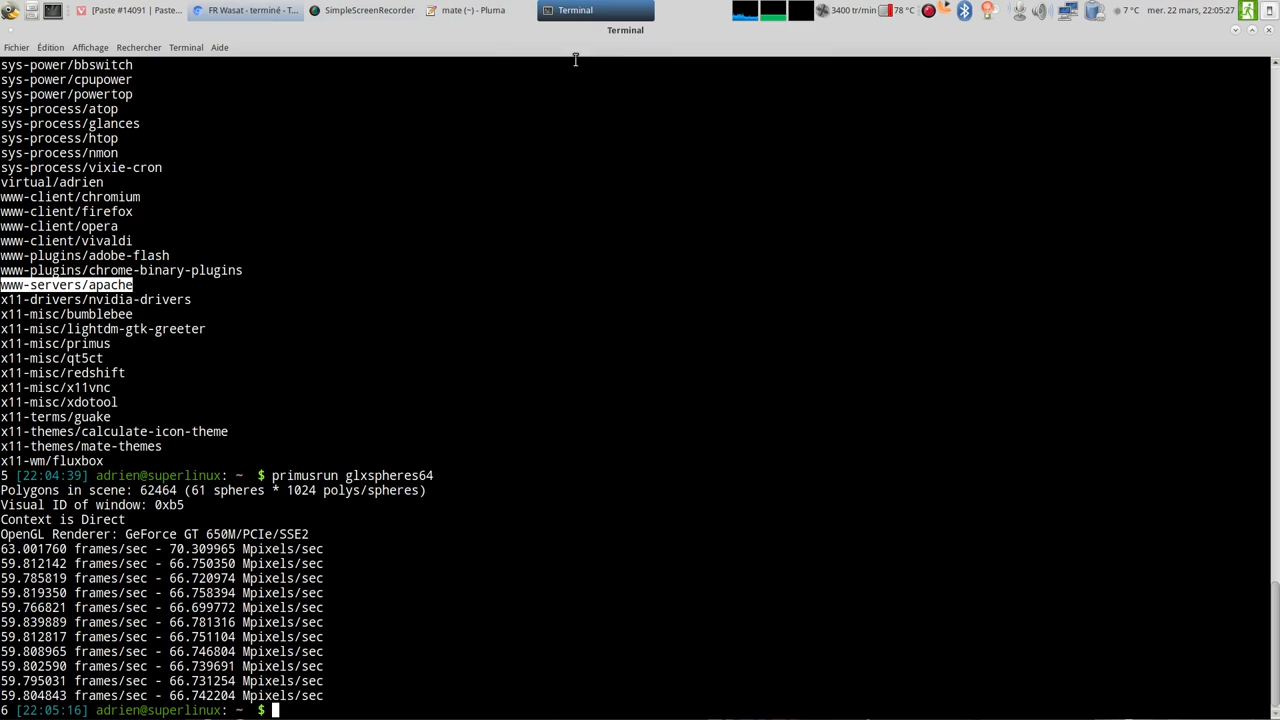 [Paste #14091 | Paste... FR Wasat - terminé - T... SimpleScreenRecorder mate (~) - Pluma Terminal 3400 tr/min 78 °C 7 °C mer. 22 mars, 22:05:27
Terminal
Fichier Édition Affichage Rechercher Terminal Aide
sys-power/bbswitch
sys-power/cpupower
sys-power/powertop
sys-process/atop
sys-process/glances
sys-process/htop
sys-process/nmon
sys-process/vixie-cron
virtual/adrien
www-client/chromium
www-client/firefox
www-client/opera
www-client/vivaldi
www-plugins/adobe-flash
www-plugins/chrome-binary-plugins
www-servers/apache
x11-drivers/nvidia-drivers
x11-misc/bumblebee
x11-misc/lightdm-gtk-greeter
x11-misc/primus
x11-misc/qt5ct
x11-misc/redshift
x11-misc/x11vnc
x11-misc/xdotool
x11-terms/guake
x11-themes/calculate-icon-theme
x11-themes/mate-themes
x11-wm/fluxbox
5 [22:04:39] adrien@superlinux: ~ $ primusrun glxspheres64
Polygons in scene: 62464 (61 spheres * 1024 polys/spheres)
Visual ID of window: 0xb5
Context is Direct
OpenGL Renderer: GeForce GT 650M/PCIe/SSE2
63.001760 frames/sec - 70.309965 Mpixels/sec
59.812142 frames/sec - 66.750350 Mpixels/sec
59.785819 frames/sec - 66.720974 Mpixels/sec
59.819350 frames/sec - 66.758394 Mpixels/sec
59.766821 frames/sec - 66.699772 Mpixels/sec
59.839889 frames/sec - 66.781316 Mpixels/sec
59.812817 frames/sec - 66.751104 Mpixels/sec
59.808965 frames/sec - 66.746804 Mpixels/sec
59.802590 frames/sec - 66.739691 Mpixels/sec
59.795031 frames/sec - 66.731254 Mpixels/sec
59.804843 frames/sec - 66.742204 Mpixels/sec
6 [22:05:16] adrien@superlinux: ~ $